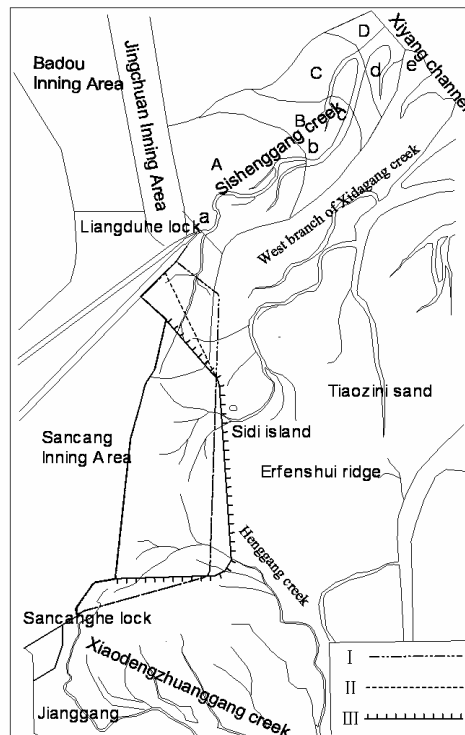 Badou
Inning Area
Jingchuan Inning Area
Xiyang channel
D
C
d
e
B
c
Sishenggang creek
b
A
a
Liangduhe lock
West branch of Xidagang creek
Tiaozini sand
Sidi island
Sancang
Inning Area
Erfenshui ridge
Henggang creek
Sancanghe lock
Xiaodengzhuanggang creek
Jianggang
I
II
III